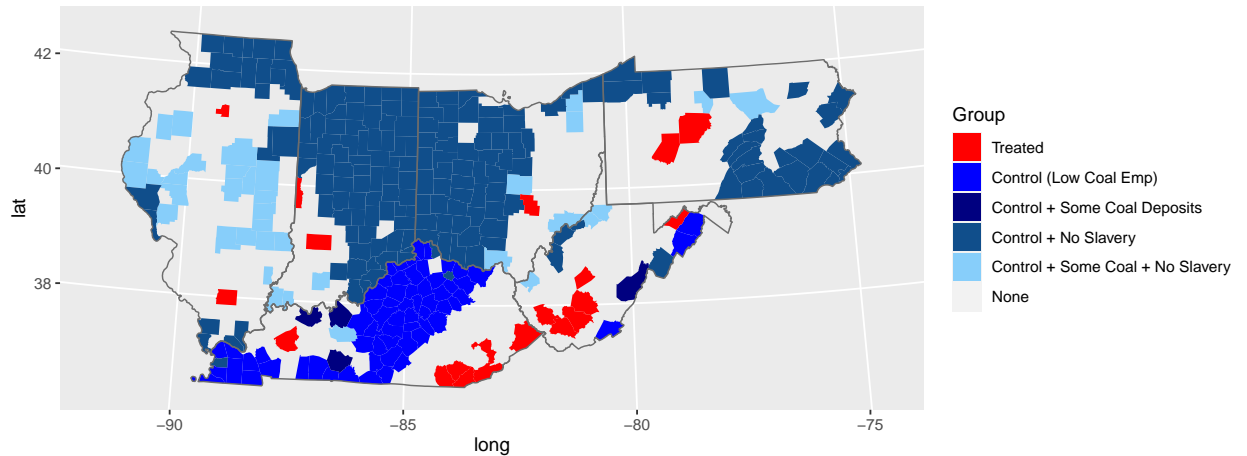 42
40
38
lat
−90
−85
−80
−75
long
Group
Treated
Control (Low Coal Emp)
Control + Some Coal Deposits
Control + No Slavery
Control + Some Coal + No Slavery
None